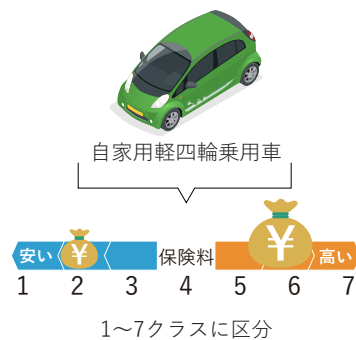 自家用軽四輪乗用車
安い ¥ 保険料 ¥ 高い
1 2 3 4 5 6 7
1〜7クラスに区分